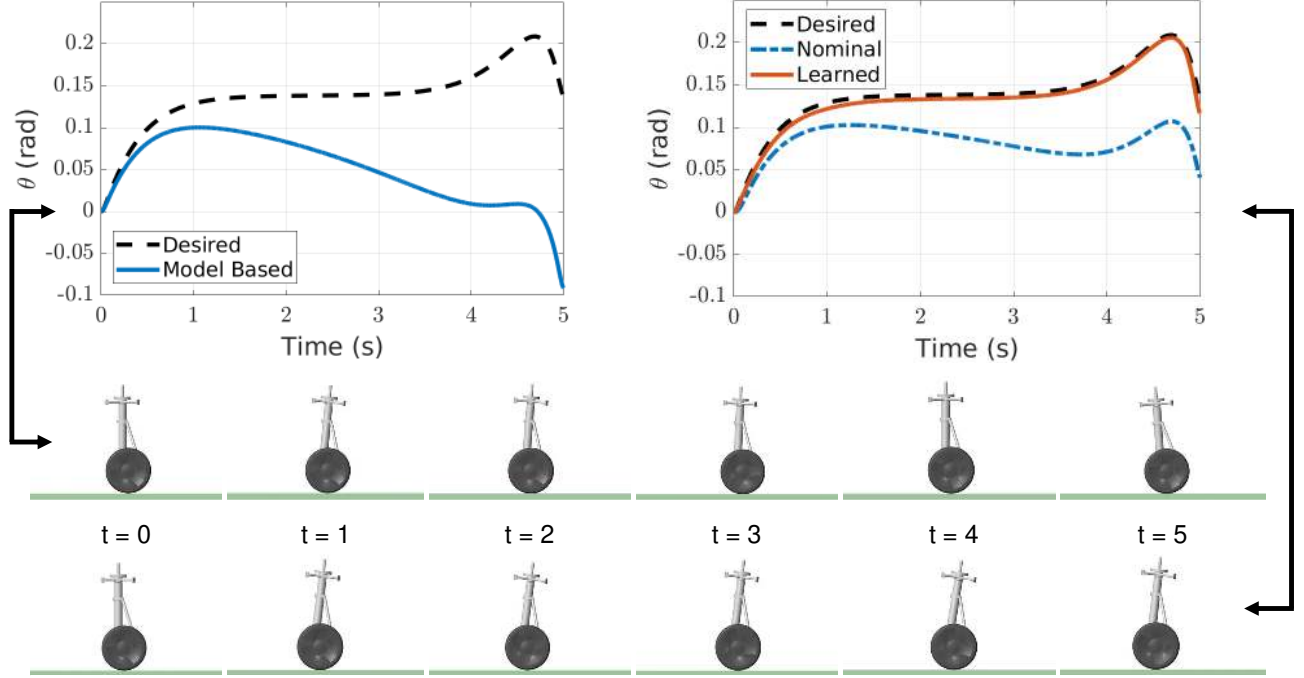 0.2
0.15
0.1
0.05
0
-0.05
-0.1
θ (rad)
Desired
Model Based
0 1 2 3 4 5
Time (s)
0.2
0.15
0.1
0.05
0
-0.05
-0.1
θ (rad)
Desired
Nominal
Learned
0 1 2 3 4 5
Time (s)
t = 0 t = 1 t = 2 t = 3 t = 4 t = 5